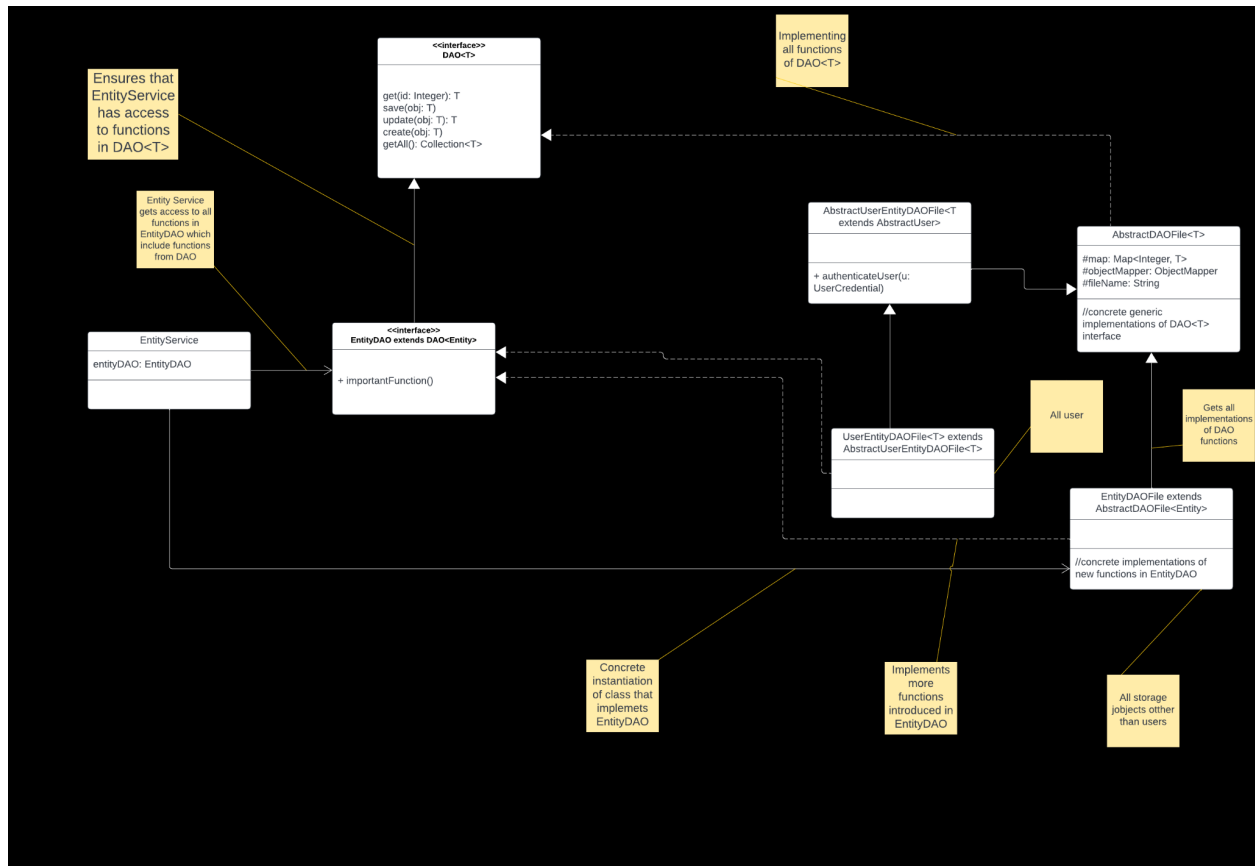 <<interface>>
DAO<T>
get(id: Integer): T
save(obj: T)
update(obj: T): T
create(obj: T)
getAll(): Collection<T>
Implementing
all functions
of DAO<T>
Ensures that
EntityService
has access
to functions
in DAO<T>
Entity Service
gets access to all
functions in
EntityDAO which
include functions
from DAO
AbstractUserEntityDAOFile<T
extends AbstractUser>
+ authenticateUser(u:
UserCredential)
AbstractDAOFile<T>
#map: Map<Integer, T>
#objectMapper: ObjectMapper
#fileName: String
//concrete generic
implementations of DAO<T>
interface
EntityService
entityDAO: EntityDAO
<<interface>>
EntityDAO extends DAO<Entity>
+ importantFunction()
UserEntityDAOFile<T> extends
AbstractUserEntityDAOFile<T>
All user
Gets all
implementations
of DAO
functions
EntityDAOFile extends
AbstractDAOFile<Entity>
//concrete implementations of
new functions in EntityDAO
Concrete
instantiation
of class that
implemets
EntityDAO
Implements
more
functions
introduced in
EntityDAO
All storage
jobjects otther
than users